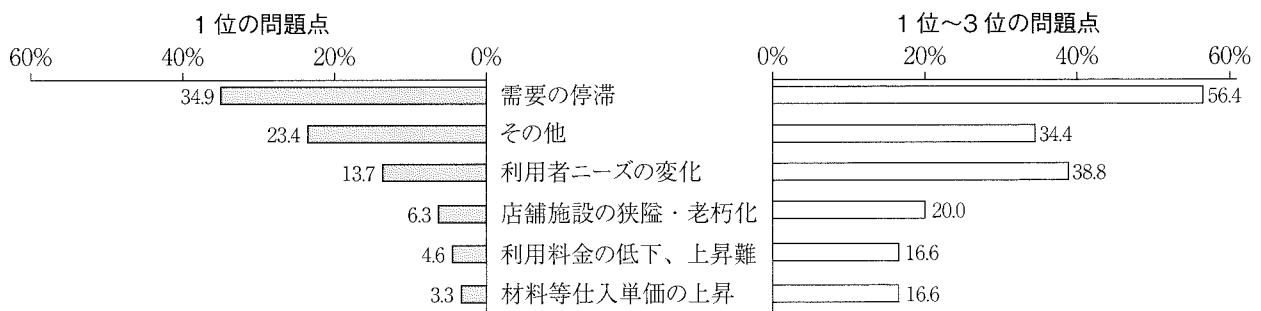 1位の問題点
1位～3位の問題点
60% 40% 20% 0%
0% 20% 40% 60%
34.9 需要の停滞 56.4
23.4 その他 34.4
13.7 利用者ニーズの変化 38.8
6.3 店舗施設の狭隘・老朽化 20.0
4.6 利用料金の低下、上昇難 16.6
3.3 材料等仕入単価の上昇 16.6